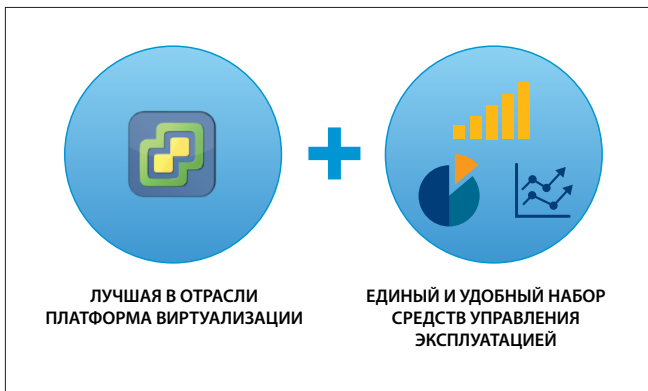 ЛУЧШАЯ В ОТРАСЛИ
ПЛАТФОРМА ВИРТУАЛИЗАЦИИ
ЕДИНЫЙ И УДОБНЫЙ НАБОР
СРЕДСТВ УПРАВЛЕНИЯ
ЭКСПЛУАТАЦИЕЙ